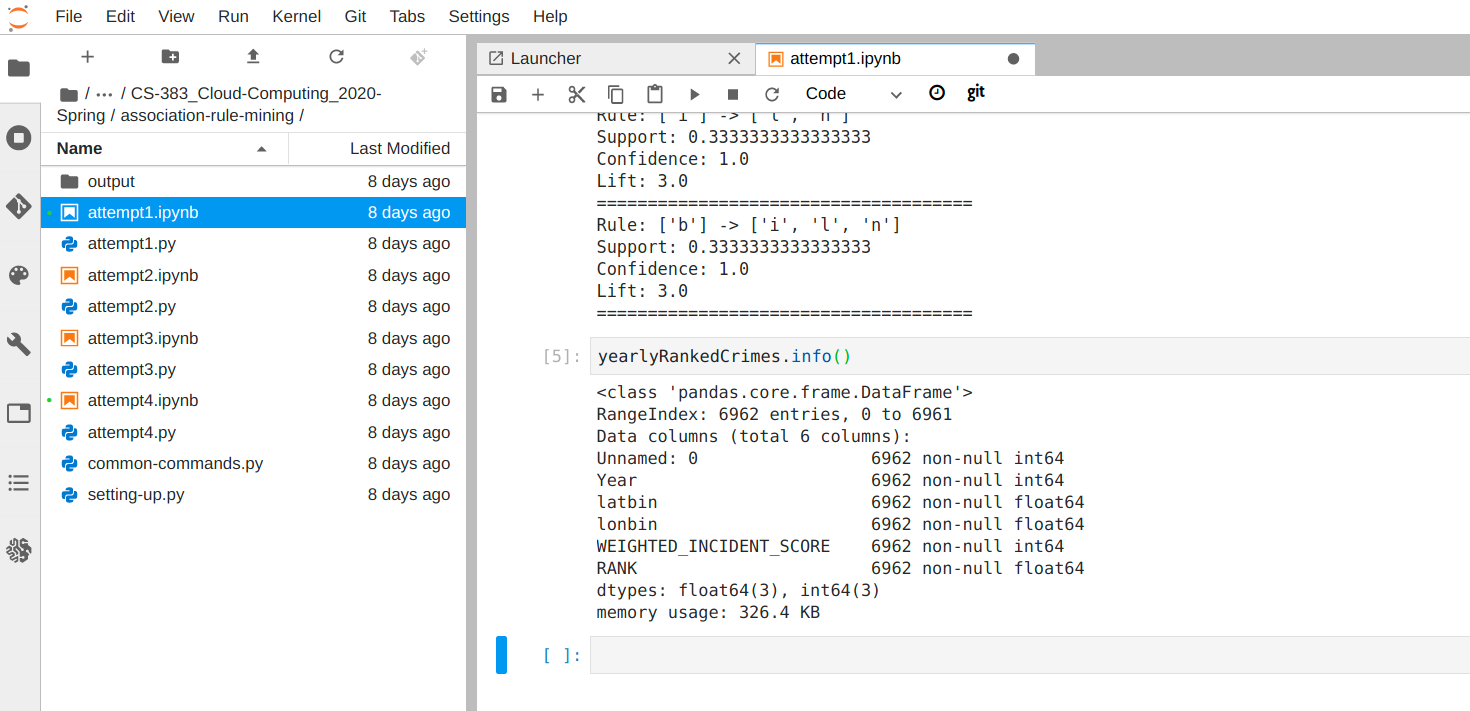 File Edit View Run Kernel Git Tabs Settings Help
/ ··· / CS-383_Cloud-Computing_2020-
Spring / association-rule-mining /
Name Last Modified
output 8 days ago
attempt1.ipynb 8 days ago
attempt1.py 8 days ago
attempt2.ipynb 8 days ago
attempt2.py 8 days ago
attempt3.ipynb 8 days ago
attempt3.py 8 days ago
attempt4.ipynb 8 days ago
attempt4.py 8 days ago
common-commands.py 8 days ago
setting-up.py 8 days ago
Launcher attempt1.ipynb
Code git
Rule: ['i'] -> ['l', 'n']
Support: 0.3333333333333333
Confidence: 1.0
Lift: 3.0
=====================================
Rule: ['b'] -> ['i', 'l', 'n']
Support: 0.3333333333333333
Confidence: 1.0
Lift: 3.0
=====================================
[5]: yearlyRankedCrimes.info()
<class 'pandas.core.frame.DataFrame'>
RangeIndex: 6962 entries, 0 to 6961
Data columns (total 6 columns):
Unnamed: 0 6962 non-null int64
Year 6962 non-null int64
latbin 6962 non-null float64
lonbin 6962 non-null float64
WEIGHTED_INCIDENT_SCORE 6962 non-null int64
RANK 6962 non-null float64
dtypes: float64(3), int64(3)
memory usage: 326.4 KB
[ ]: